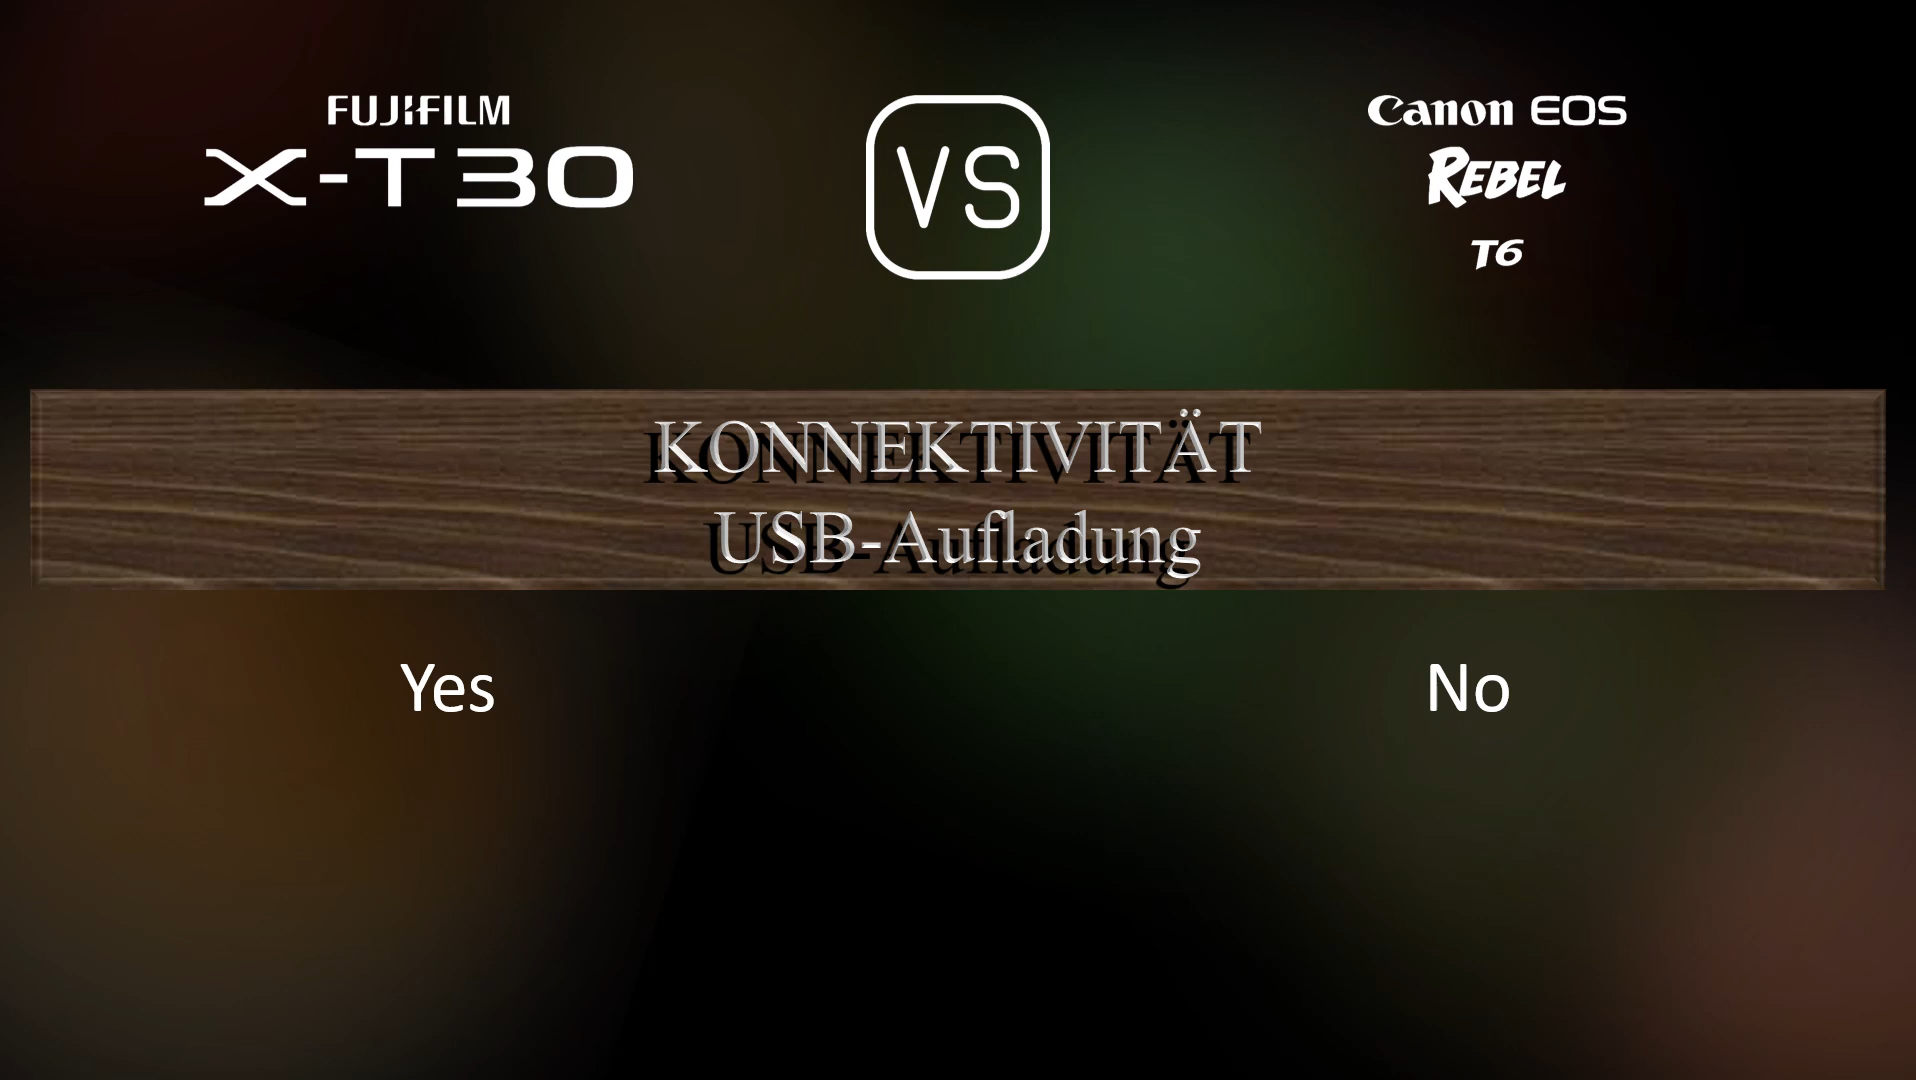 FUJIFILM
X-T30
VS
Canon EOS
REBEL
T6
KONNEKTIVITÄT
USB-Aufladung
Yes
No